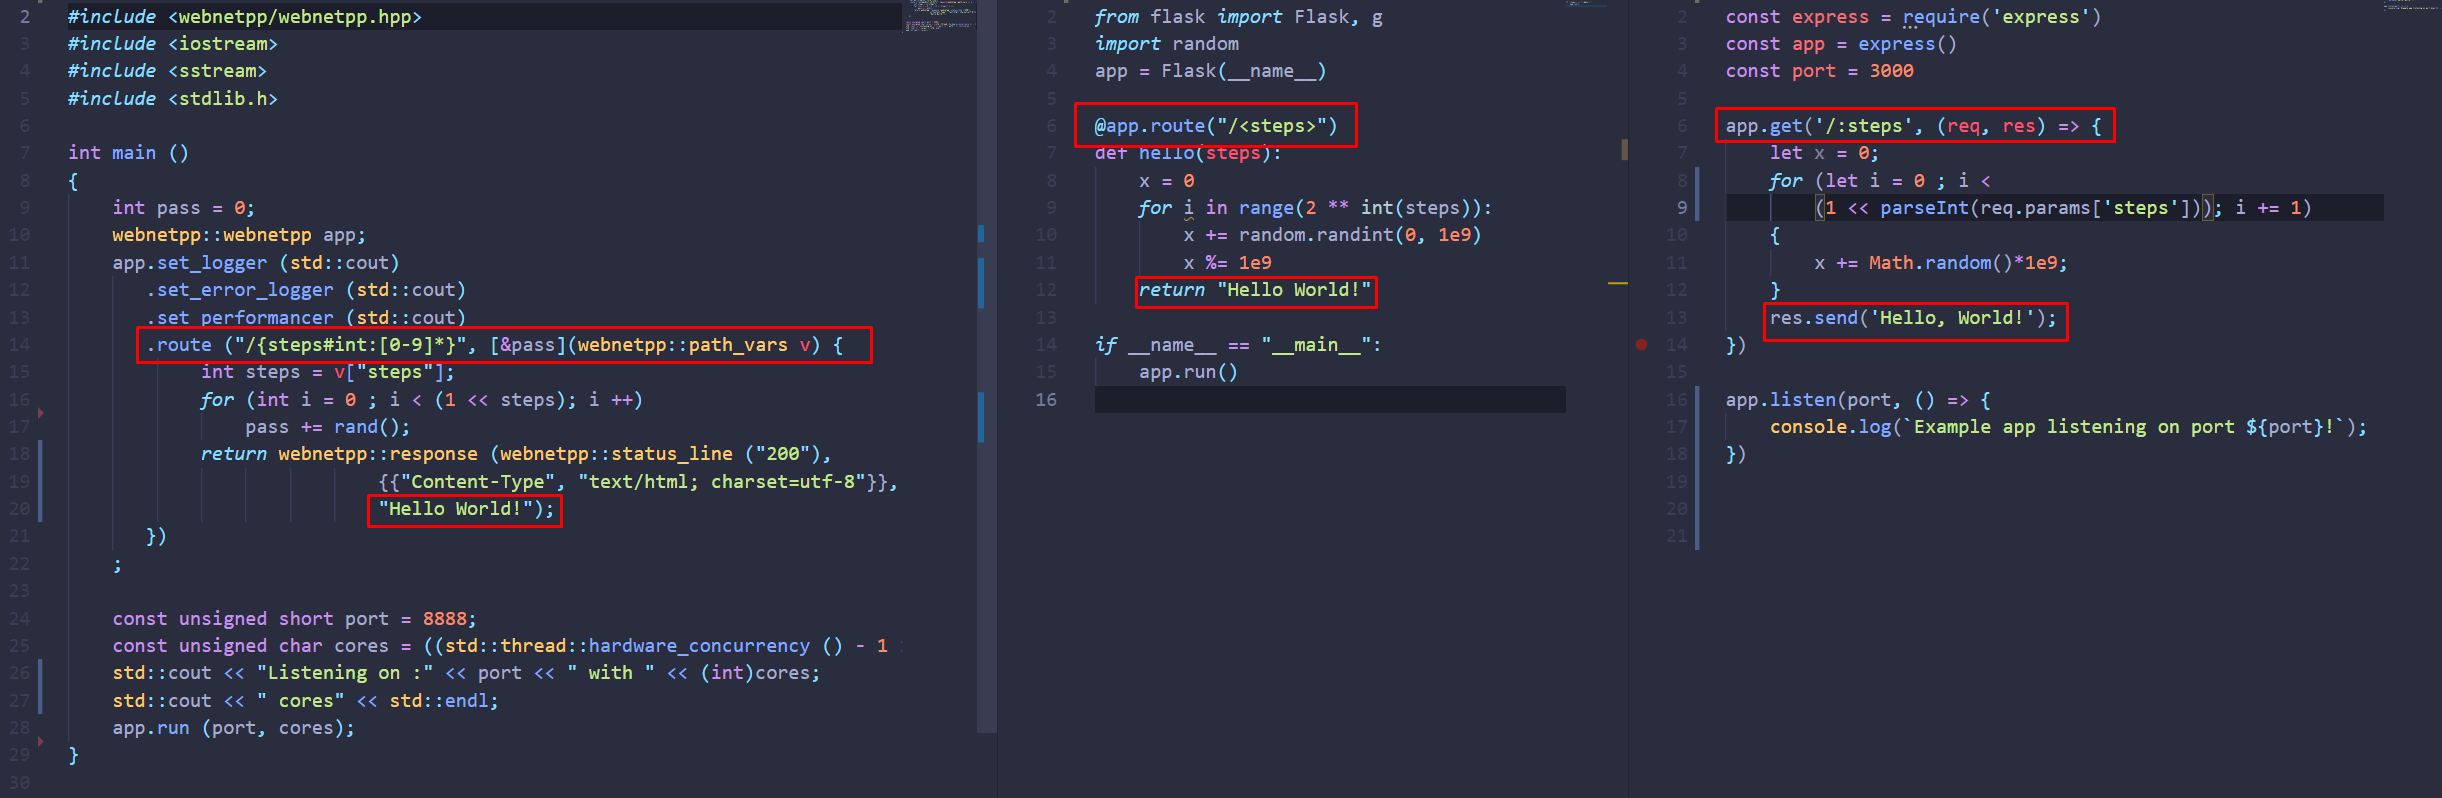 2 #include <webnetpp/webnetpp.hpp>
3 #include <iostream>
4 #include <sstream>
5 #include <stdlib.h>
6
7 int main ()
8 {
9 int pass = 0;
10 webnetpp::webnetpp app;
11 app.set_logger (std::cout)
12 .set_error_logger (std::cout)
13 .set_performancer (std::cout)
14 .route ("/{steps#int:[0-9]*}", [&pass](webnetpp::path_vars v) {
15 int steps = v["steps"];
16 for (int i = 0 ; i < (1 << steps); i ++)
17 pass += rand();
18 return webnetpp::response (webnetpp::status_line ("200"),
19 {{"Content-Type", "text/html; charset=utf-8"}},
20 "Hello World!");
21 })
22 ;
23
24 const unsigned short port = 8888;
25 const unsigned char cores = ((std::thread::hardware_concurrency () - 1
26 std::cout << "Listening on :" << port << " with " << (int)cores;
27 std::cout << " cores" << std::endl;
28 app.run (port, cores);
29 }
30
2 from flask import Flask, g
3 import random
4 app = Flask(__name__)
5
6 @app.route("/<steps>")
7 def hello(steps):
8 x = 0
9 for i in range(2 ** int(steps)):
10 x += random.randint(0, 1e9)
11 x %= 1e9
12 return "Hello World!"
13
14 if __name__ == "__main__":
15 app.run()
16
2 const express = require('express')
3 const app = express()
4 const port = 3000
5
6 app.get('/:steps', (req, res) => {
7 let x = 0;
8 for (let i = 0 ; i <
9 (1 << parseInt(req.params['steps'])); i += 1)
10 {
11 x += Math.random()*1e9;
12 }
13 res.send('Hello, World!');
14 })
15
16 app.listen(port, () => {
17 console.log(`Example app listening on port ${port}!`);
18 })
19
20
21